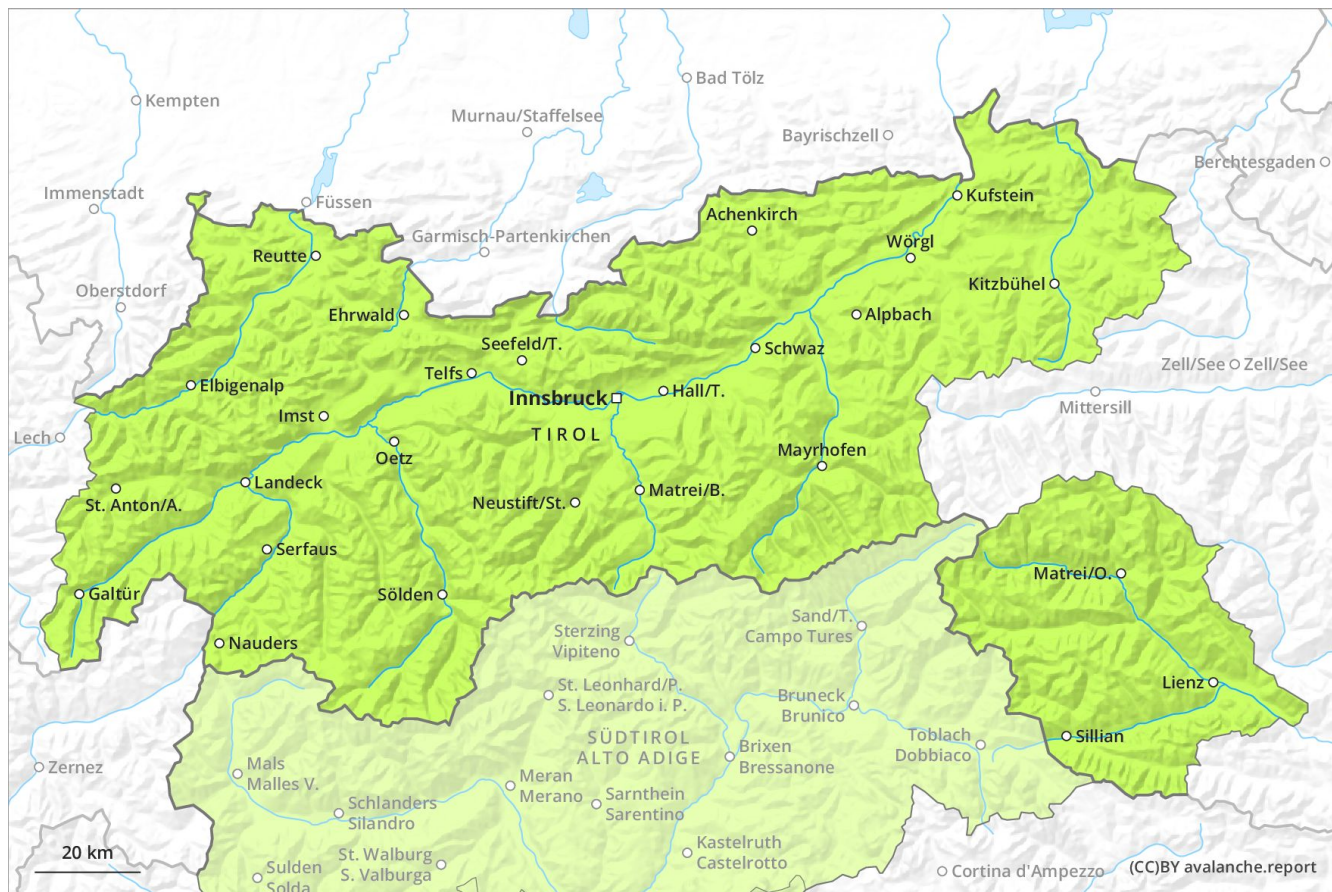 Kempten
Bad Tölz
Murnau/Staffelsee
Bayrischzell
Berchtesgaden
Immenstadt
Füssen
Kufstein
Achenkirch
Garmisch-Partenkirchen
Wörgl
Reutte
Oberstdorf
Kitzbühel
Ehrwald
Alpbach
Seefeld/T.
Schwaz
Zell/See
Zell/See
Telfs
Elbigenalp
Hall/T.
Innsbruck
Mittersill
Imst
TIROL
Lech
Oetz
Mayrhofen
Landeck
Matrei/B.
St. Anton/A.
Neustift/St.
Serfaus
Matrei/O.
Galtür
Sölden
Sand/T.
Campo Tures
Sterzing
Vipiteno
Nauders
Lienz
St. Leonhard/P.
S. Leonardo i. P.
Bruneck
Brunico
SÜDTIROL
ALTO ADIGE
Toblach
Dobbiaco
Sillian
Brixen
Bressanone
Zernez
Mals
Malles V.
Meran
Merano
Sarnthein
Sarentino
Schlanders
Silandro
Kastelruth
Castelrotto
20 km
St. Walburg
S. Valburga
Sulden
Solda
Cortina d'Ampezzo
(CC)BY avalanche.report